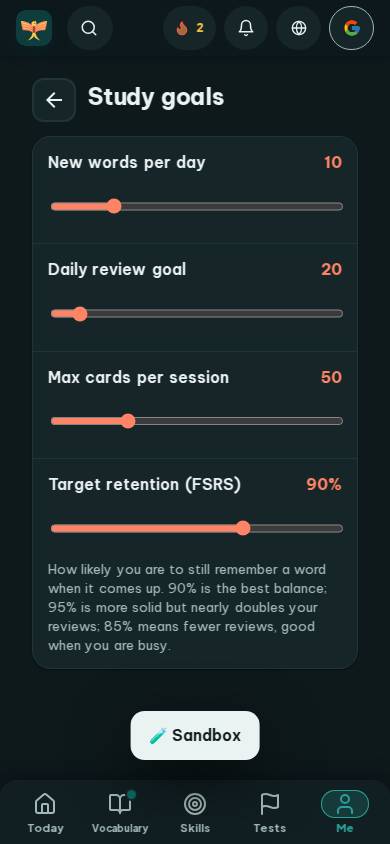 2
Study goals
New words per day 10
Daily review goal 20
Max cards per session 50
Target retention (FSRS) 90%
How likely you are to still remember a word
when it comes up. 90% is the best balance;
95% is more solid but nearly doubles your
reviews; 85% means fewer reviews, good
when you are busy.
Sandbox
Today Vocabulary Skills Tests Me